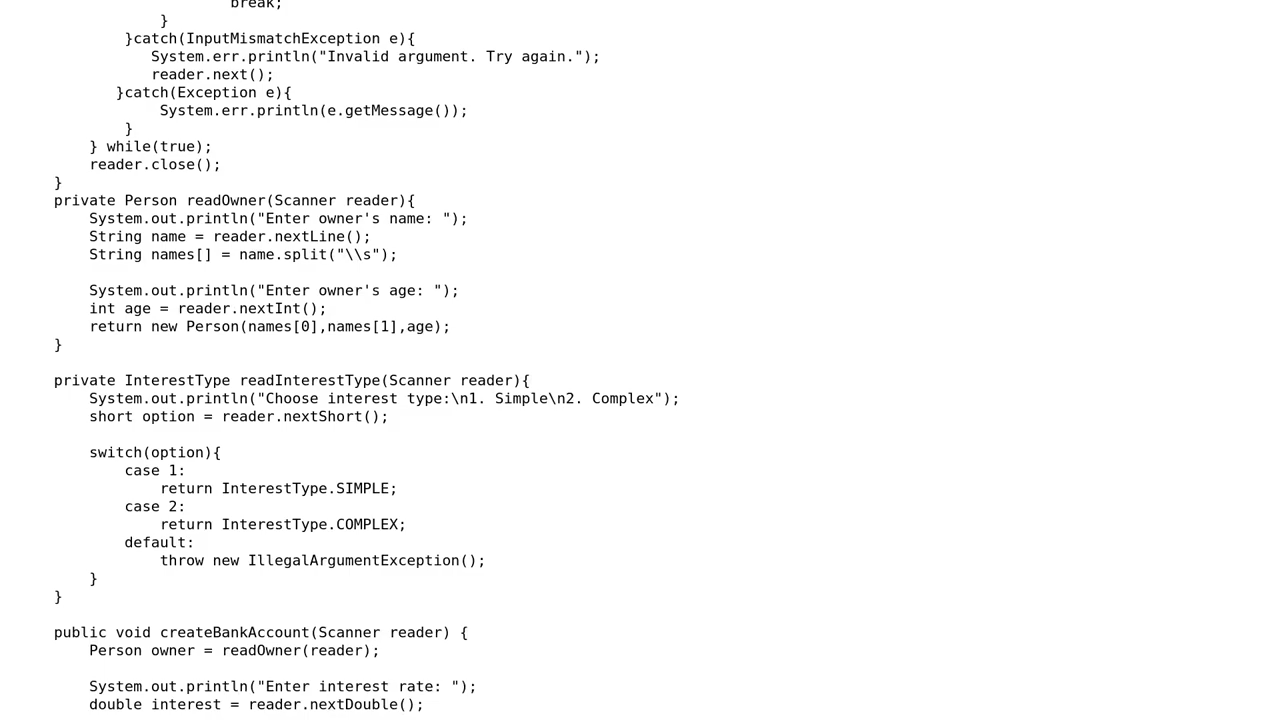 break;
            }
        }catch(InputMismatchException e){
           System.err.println("Invalid argument. Try again.");
           reader.next();
       }catch(Exception e){
            System.err.println(e.getMessage());
        }
    } while(true);
    reader.close();
}
private Person readOwner(Scanner reader){
    System.out.println("Enter owner's name: ");
    String name = reader.nextLine();
    String names[] = name.split("\\s");

    System.out.println("Enter owner's age: ");
    int age = reader.nextInt();
    return new Person(names[0],names[1],age);
}

private InterestType readInterestType(Scanner reader){
    System.out.println("Choose interest type:\n1. Simple\n2. Complex");
    short option = reader.nextShort();

    switch(option){
        case 1:
            return InterestType.SIMPLE;
        case 2:
            return InterestType.COMPLEX;
        default:
            throw new IllegalArgumentException();
    }
}

public void createBankAccount(Scanner reader) {
    Person owner = readOwner(reader);

    System.out.println("Enter interest rate: ");
    double interest = reader.nextDouble();